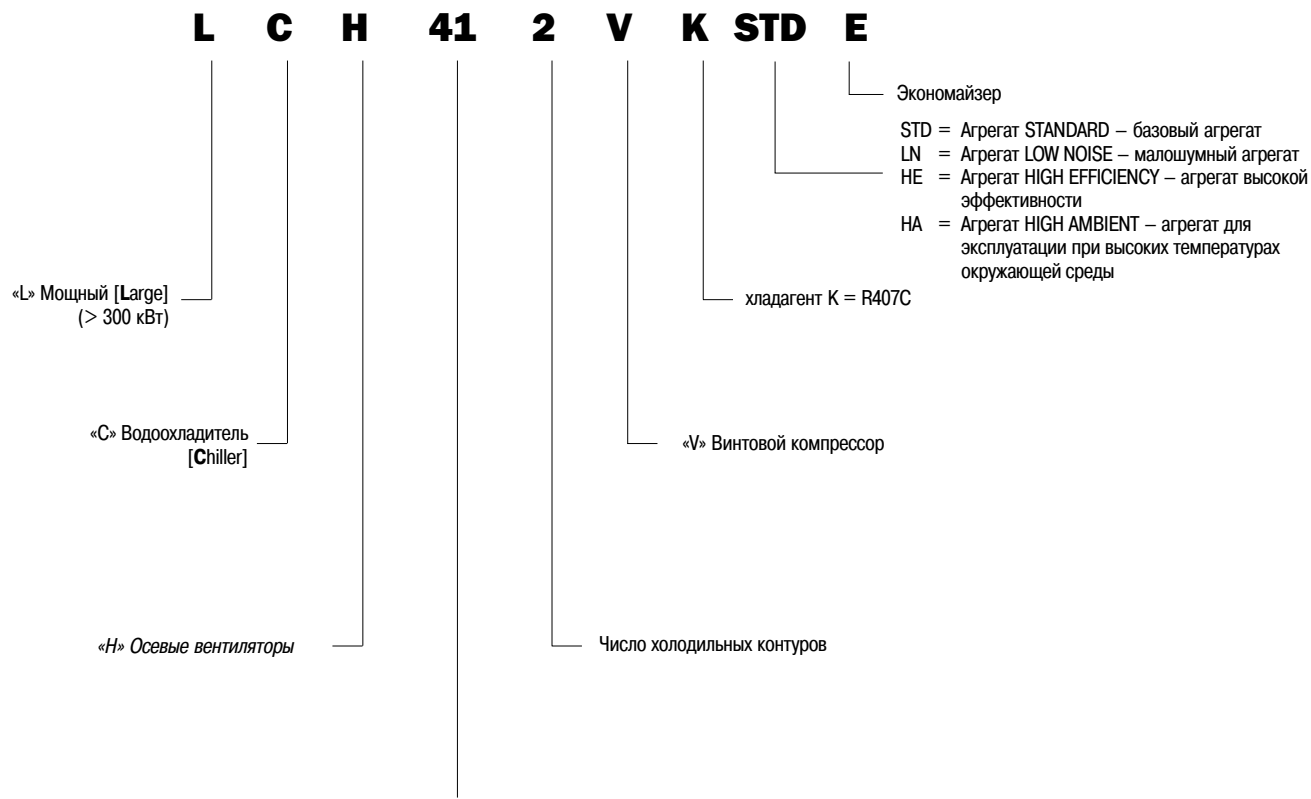 L C H 41 2 V K STD E
Экономайзер
STD = Агрегат STANDARD – базовый агрегат
LN = Агрегат LOW NOISE – малошумный агрегат
HE = Агрегат HIGH EFFICIENCY – агрегат высокой
эффективности
HA = Агрегат HIGH AMBIENT – агрегат для
эксплуатации при высоких температурах
окружающей среды
«L» Мощный [Large]
(> 300 кВт)
хладагент K = R407C
«C» Водоохладитель
[Chiller]
«V» Винтовой компрессор
«H» Осевые вентиляторы
Число холодильных контуров